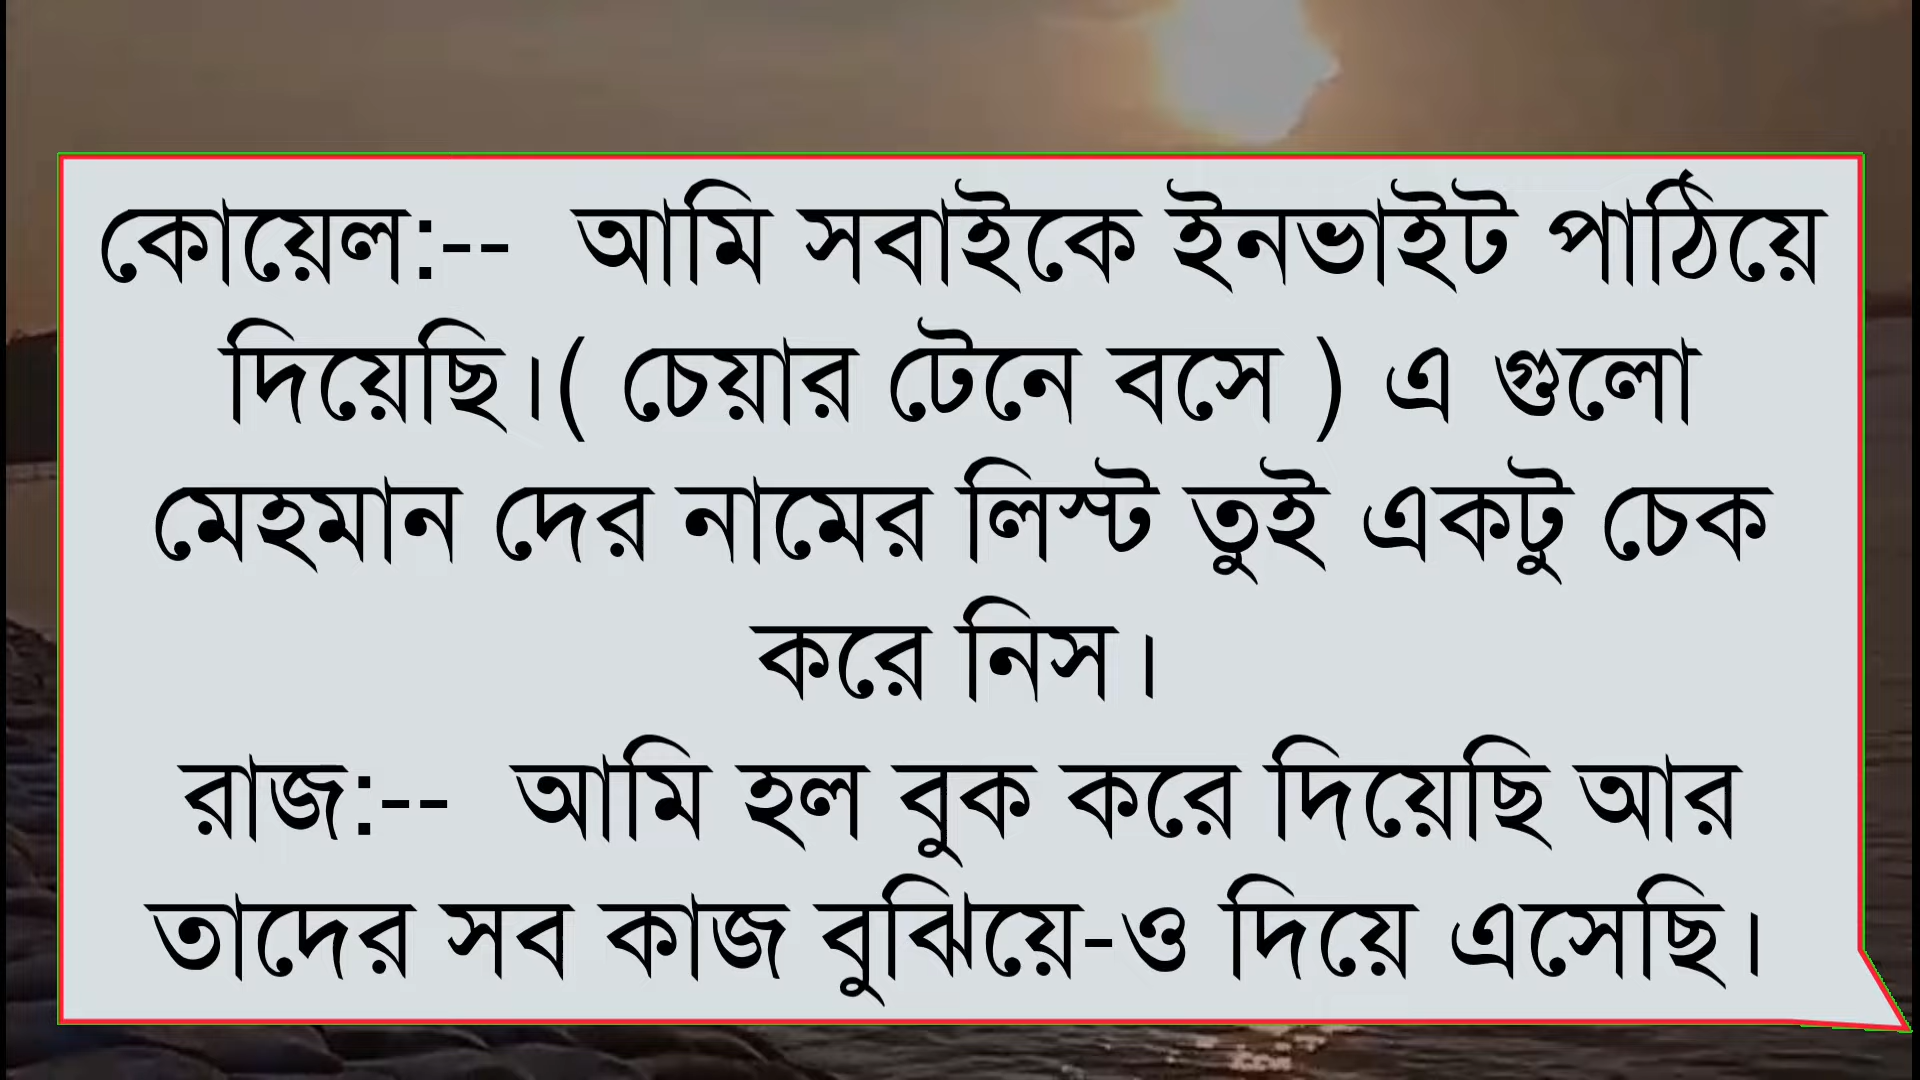 কোয়েল:--  আমি সবাইকে ইনভাইট পাঠিয়ে
দিয়েছি।( চেয়ার টেনে বসে ) এ গুলো
মেহমান দের নামের লিস্ট তুই একটু চেক
করে নিস।
রাজ:--  আমি হল বুক করে দিয়েছি আর
তাদের সব কাজ বুঝিয়ে-ও দিয়ে এসেছি।